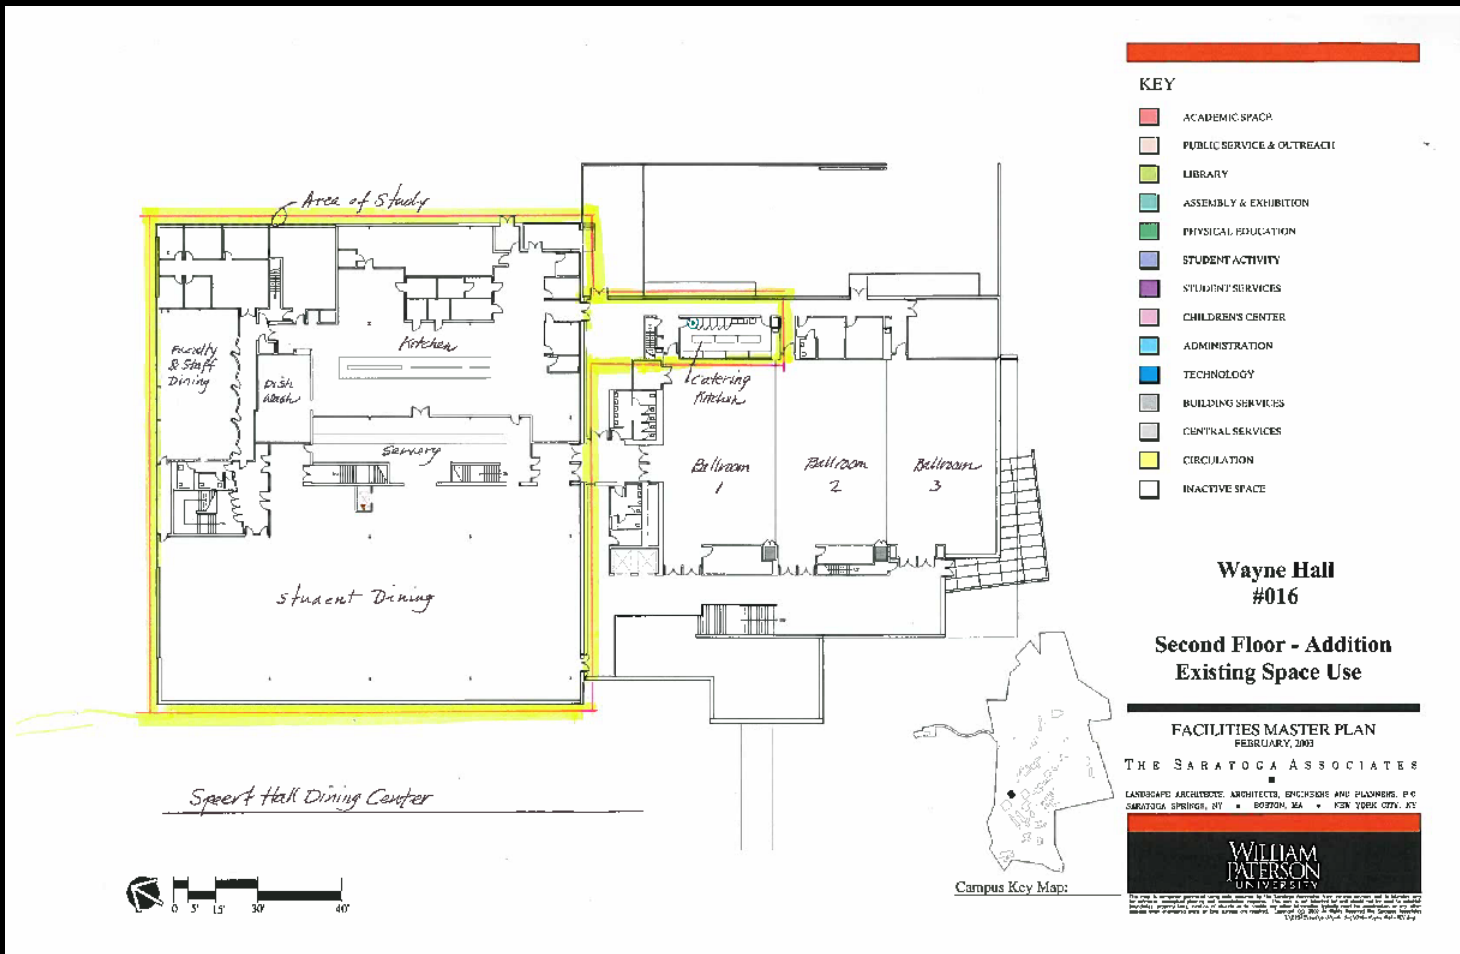 KEY
ACADEMIC SPACE
PUBLIC SERVICE & OUTREACH
LIBRARY
ASSEMBLY & EXHIBITION
PHYSICAL EDUCATION
STUDENT ACTIVITY
STUDENT SERVICES
CHILDREN'S CENTER
ADMINISTRATION
TECHNOLOGY
BUILDING SERVICES
CENTRAL SERVICES
CIRCULATION
INACTIVE SPACE
Area of Study
Kitchen
Faculty
& Staff
Dining
Dish
Wash
Catering
Kitchen
Servery
Ballroom
1
Ballroom
2
Ballroom
3
Student Dining
Wayne Hall
#016
Second Floor - Addition
Existing Space Use
FACILITIES MASTER PLAN
FEBRUARY, 2003
THE SARATOGA ASSOCIATES
LANDSCAPE ARCHITECTS, ARCHITECTS, ENGINEERS AND PLANNERS, P.C.
SARATOGA SPRINGS, NY • BOSTON, MA • NEW YORK CITY, NY
WILLIAM
PATERSON
UNIVERSITY
Speert Hall Dining Center
0 5' 15' 30' 40'
Campus Key Map: